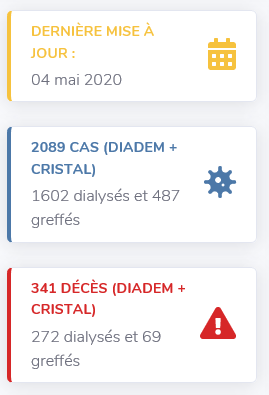 DERNIÈRE MISE À
JOUR :
04 mai 2020
2089 CAS (DIADEM +
CRISTAL)
1602 dialysés et 487
greffés
341 DÉCÈS (DIADEM +
CRISTAL)
272 dialysés et 69
greffés